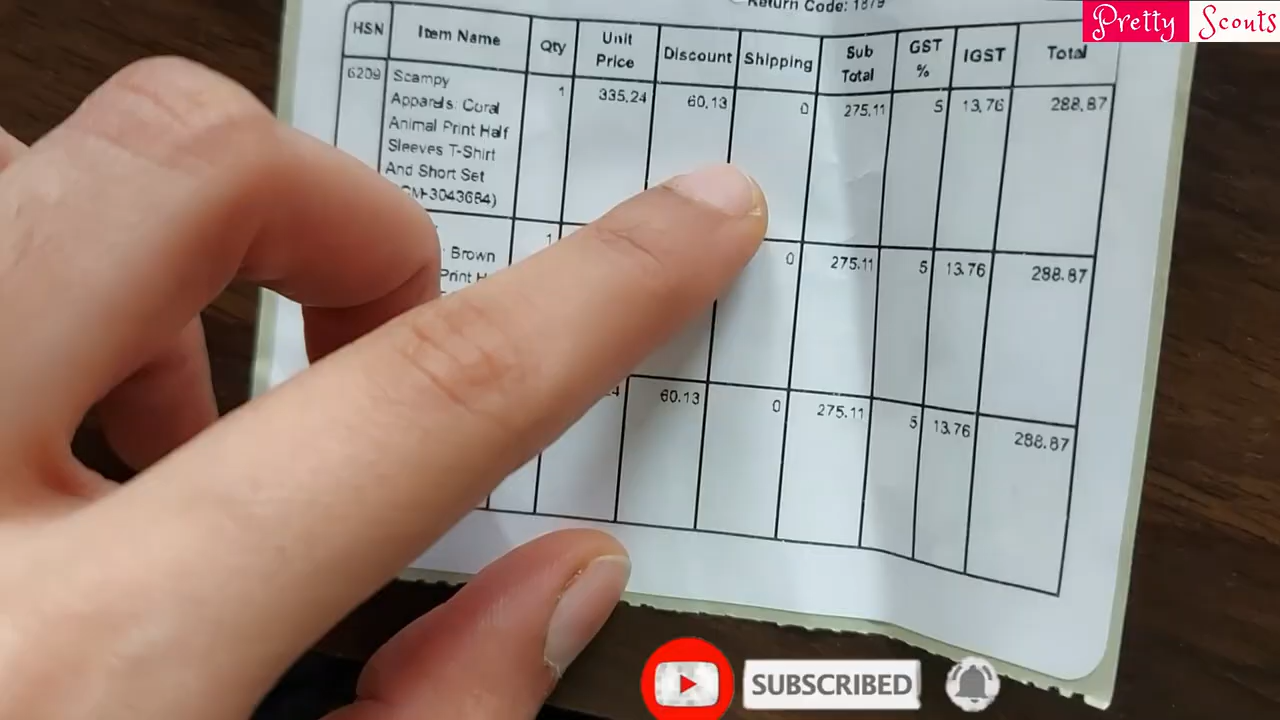 Return Code: 1879
Pretty Scouts
HSN Item Name Qty Unit Price Discount Shipping Sub Total GST % IGST Total
6209 Scampy 1 335.24 60.13 0 275.11 5 13.76 288.87
Apparels: Coral
Animal Print Half
Sleeves T-Shirt
And Short Set
3043684)
1 0 275.11 5 13.76 288.87
Brown
Print
60.13 0 275.11 5 13.76 288.87
SUBSCRIBED